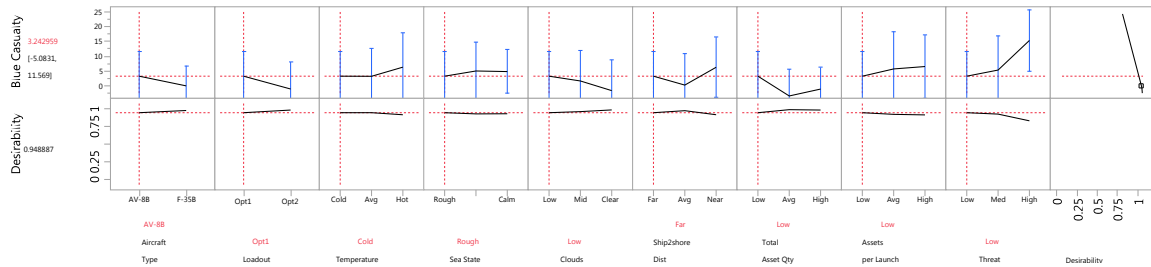 Blue Casuaity
3.242959
[-5.0831,
11.569]
25
20
15
10
5
0
Desirability
0.948887
1
0.75
0.25
0
AV-8B F-35B
Opt1 Opt2
Cold Avg Hot
Rough Calm
Low Mid Clear
Far Avg Near
Low Avg High
Low Avg High
Low Med High
0 0.25 0.5 0.75 1
AV-8B
Aircraft
Type
Opt1
Loadout
Cold
Temperature
Rough
Sea State
Low
Clouds
Far
Ship2shore
Dist
Low
Total
Asset Qty
Low
Assets
per Launch
Low
Threat
Desirability